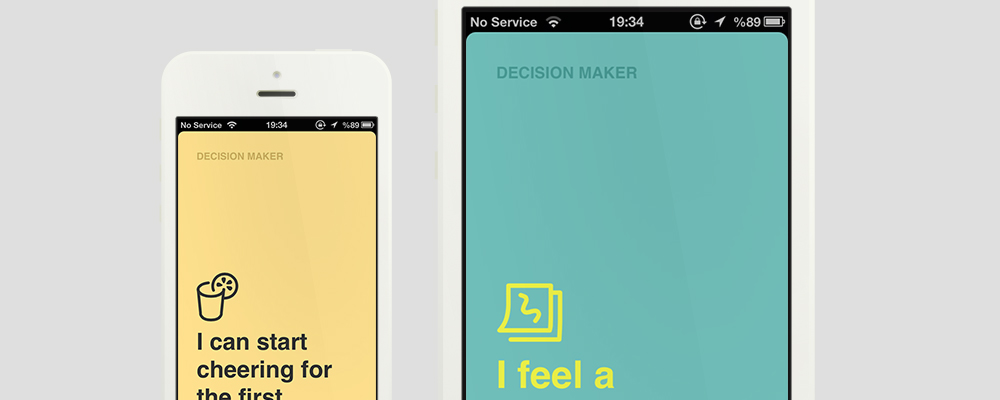 No Service 19:34 %89
DECISION MAKER
I can start
cheering for
the first
No Service 19:34 %89
DECISION MAKER
I feel a